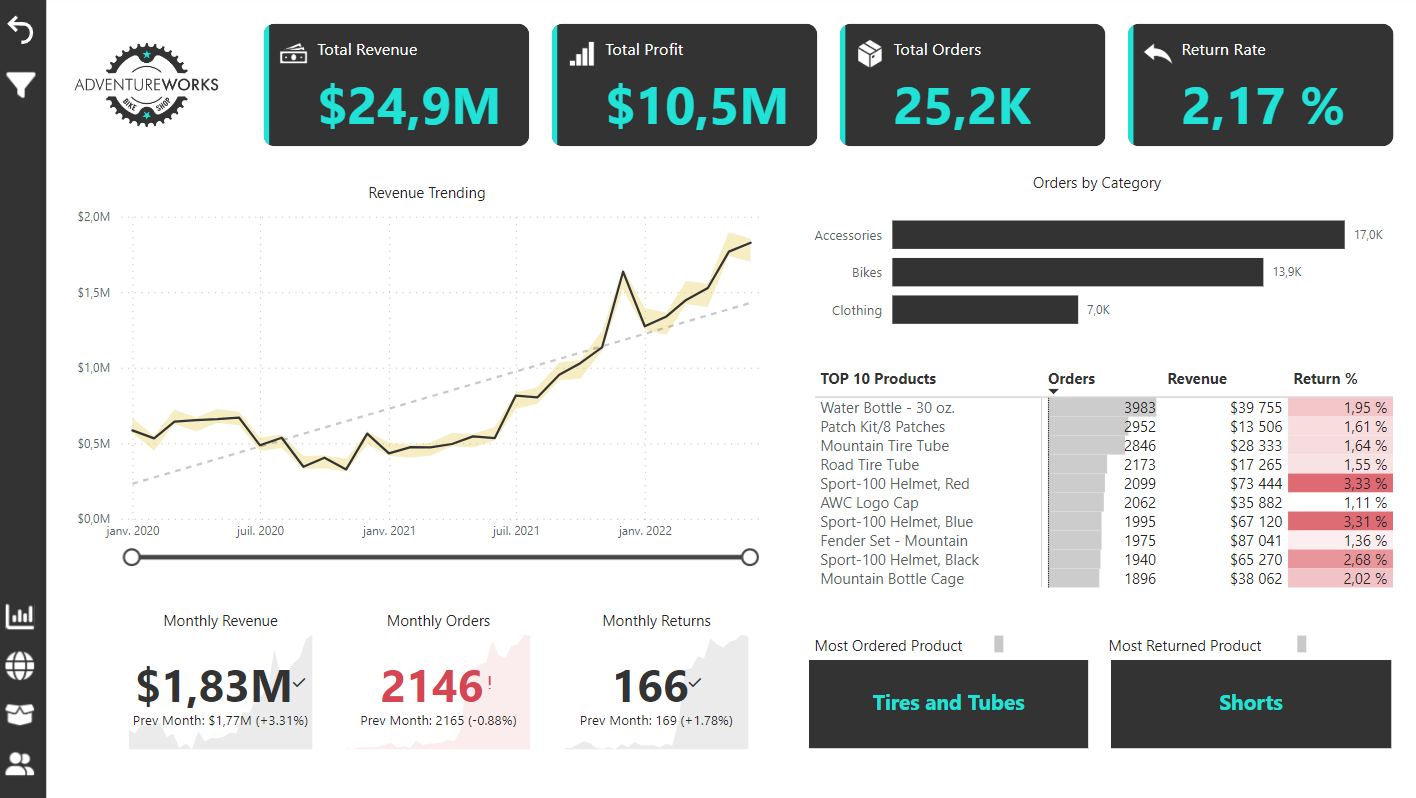 ADVENTUREWORKS
BIKE SHOP
Total Revenue
$24,9M
Total Profit
$10,5M
Total Orders
25,2K
Return Rate
2,17 %
Revenue Trending
$2,0M
$1,5M
$1,0M
$0,5M
$0,0M
janv. 2020 juil. 2020 janv. 2021 juil. 2021 janv. 2022
Orders by Category
Accessories 17,0K
Bikes 13,9K
Clothing 7,0K
TOP 10 Products Orders Revenue Return %
Water Bottle - 30 oz. 3983 $39 755 1,95 %
Patch Kit/8 Patches 2952 $13 506 1,61 %
Mountain Tire Tube 2846 $28 333 1,64 %
Road Tire Tube 2173 $17 265 1,55 %
Sport-100 Helmet, Red 2099 $73 444 3,33 %
AWC Logo Cap 2062 $35 882 1,11 %
Sport-100 Helmet, Blue 1995 $67 120 3,31 %
Fender Set - Mountain 1975 $87 041 1,36 %
Sport-100 Helmet, Black 1940 $65 270 2,68 %
Mountain Bottle Cage 1896 $38 062 2,02 %
Monthly Revenue
$1,83M
Prev Month: $1,77M (+3.31%)
Monthly Orders
2146!
Prev Month: 2165 (-0.88%)
Monthly Returns
166
Prev Month: 169 (+1.78%)
Most Ordered Product
Tires and Tubes
Most Returned Product
Shorts